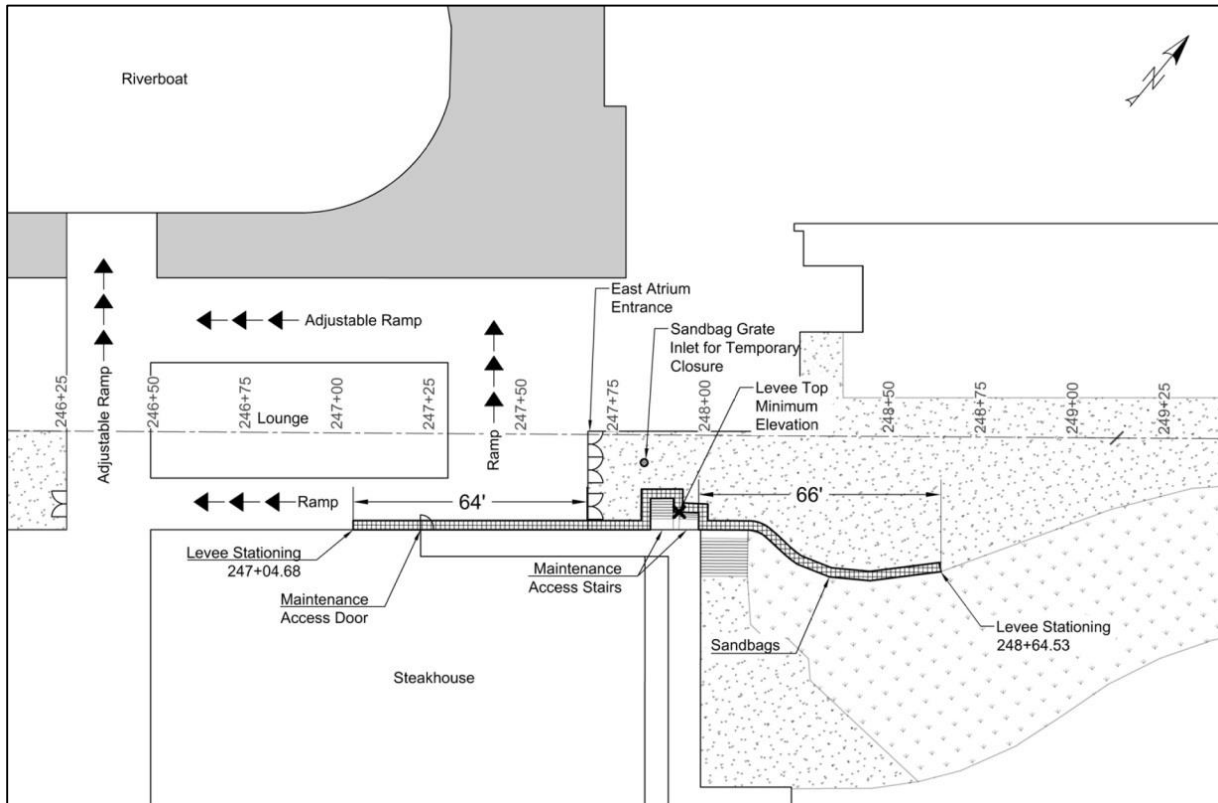 Riverboat
N
East Atrium
Entrance
Adjustable Ramp
Sandbag Grate
Inlet for Temporary
Closure
Adjustable Ramp
Levee Top
Minimum
Elevation
246+25
246+50
246+75
247+00
247+25
247+50
247+75
248+00
248+50
248+75
249+00
249+25
Lounge
Ramp
Ramp
64'
66'
Levee Stationing
247+04.68
Maintenance
Access Door
Maintenance
Access Stairs
Sandbags
Levee Stationing
248+64.53
Steakhouse